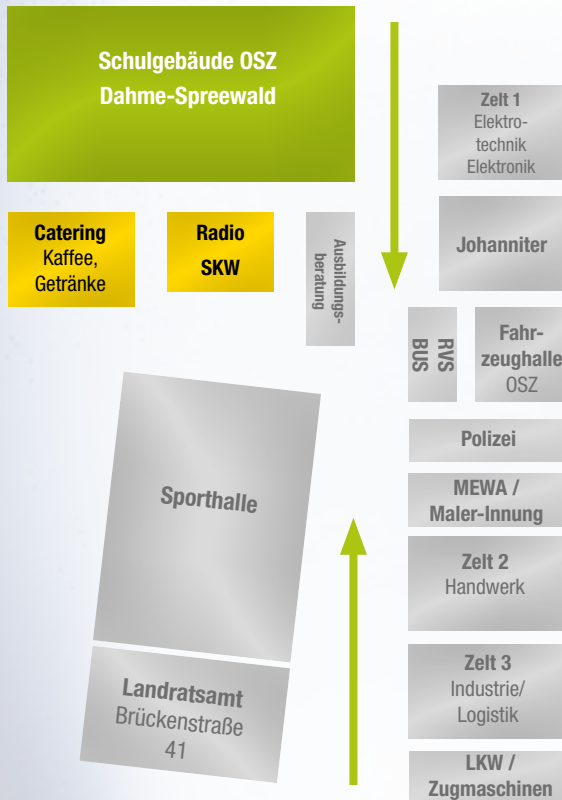 Schulgebäude OSZ
Dahme-Spreewald
Zelt 1
Elektro-
technik
Elektronik
Catering
Kaffee,
Getränke
Radio
SKW
Ausbildungs-
beratung
Johanniter
RVS
BUS
Fahr-
zeughalle
OSZ
Polizei
Sporthalle
MEWA /
Maler-Innung
Zelt 2
Handwerk
Zelt 3
Industrie/
Logistik
Landratsamt
Brückenstraße
41
LKW /
Zugmaschinen